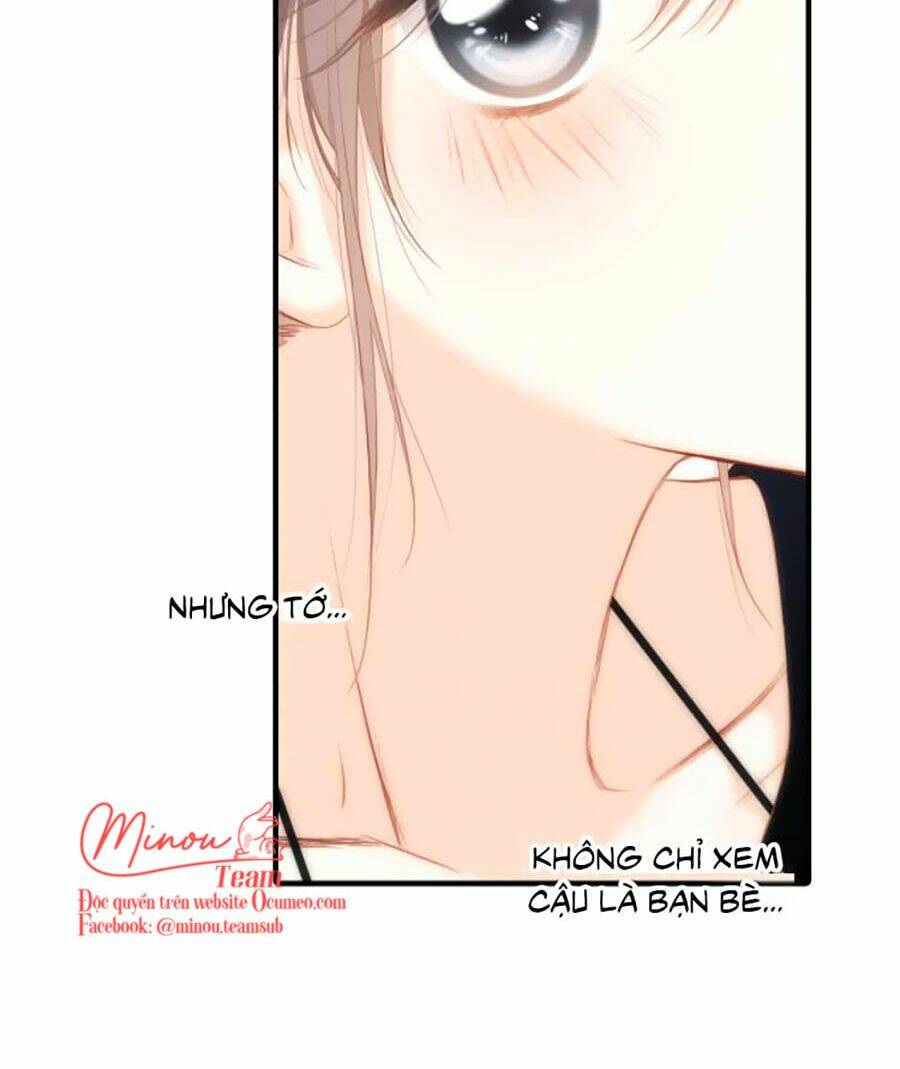 NHƯNG TỚ...
KHÔNG CHỈ XEM
CẬU LÀ BẠN BÈ...
Minou
Team
Độc quyền trên website Ocumeo.com
Facebook: @minou.teamsub